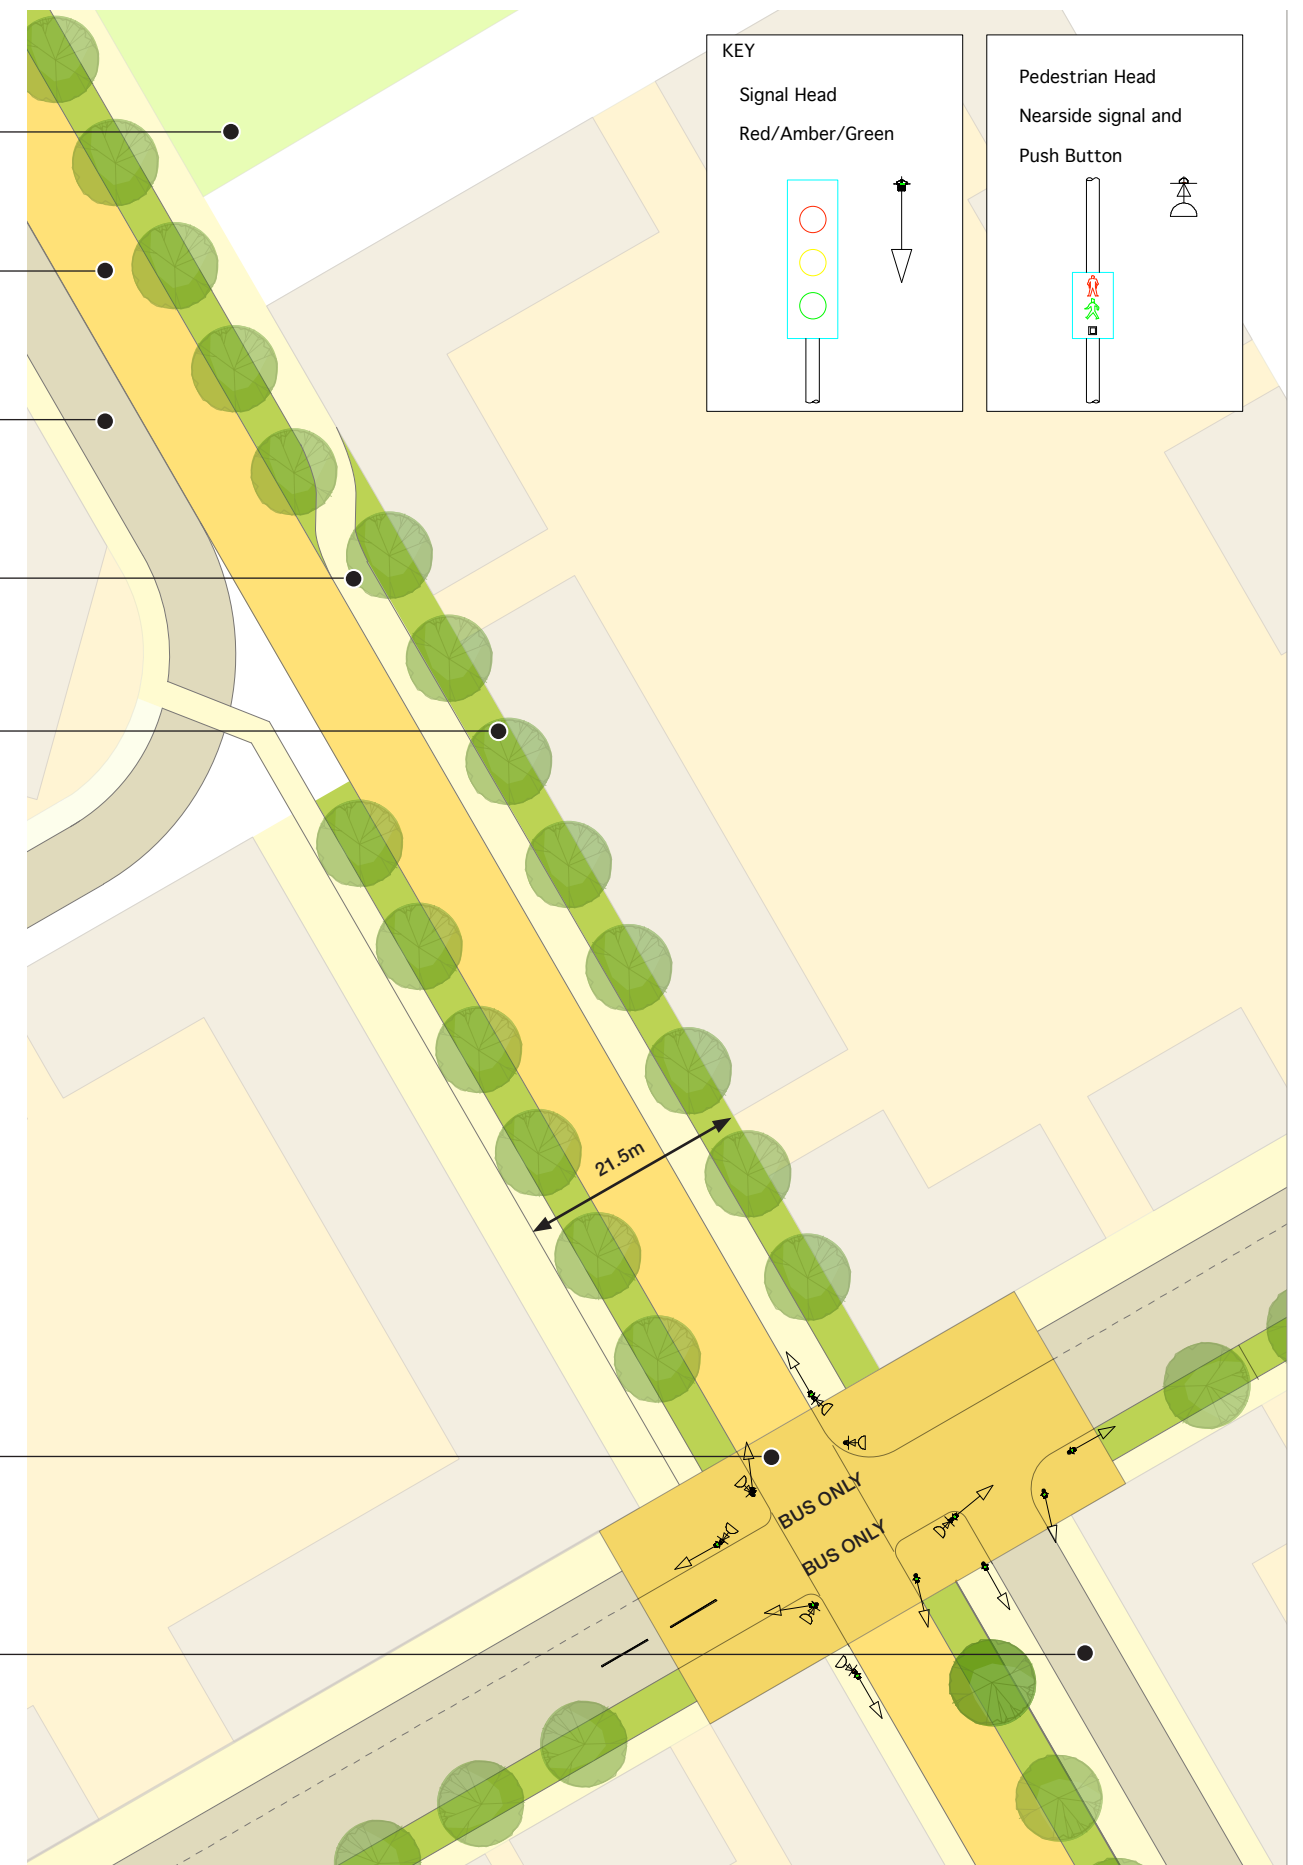 KEY
Signal Head
Red/Amber/Green
Pedestrian Head
Nearside signal and
Push Button
21.5m
BUS ONLY
BUS ONLY